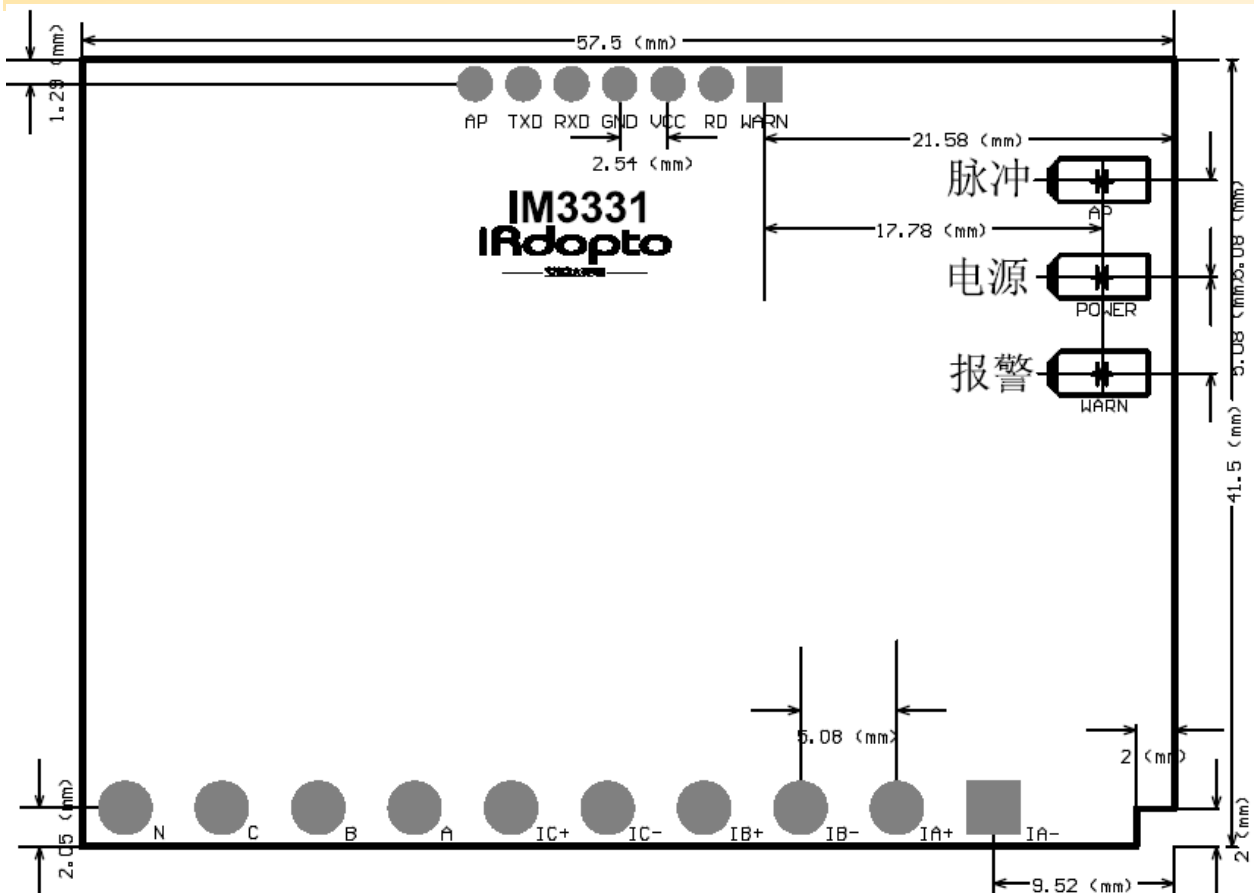 57.5 (mm)
1.29 (mm)
AP TXD RXD GND VCC RD WARN
21.58 (mm)
2.54 (mm)
脉冲
AP
5.08 (mm)
IM3331
IRdopto
17.78 (mm)
电源
POWER
5.08 (mm)
报警
WARN
41.5 (mm)
5.08 (mm)
2 (mm)
2.05 (mm)
N C B A IC+ IC- IB+ IB- IA+ IA-
2 (mm)
9.52 (mm)